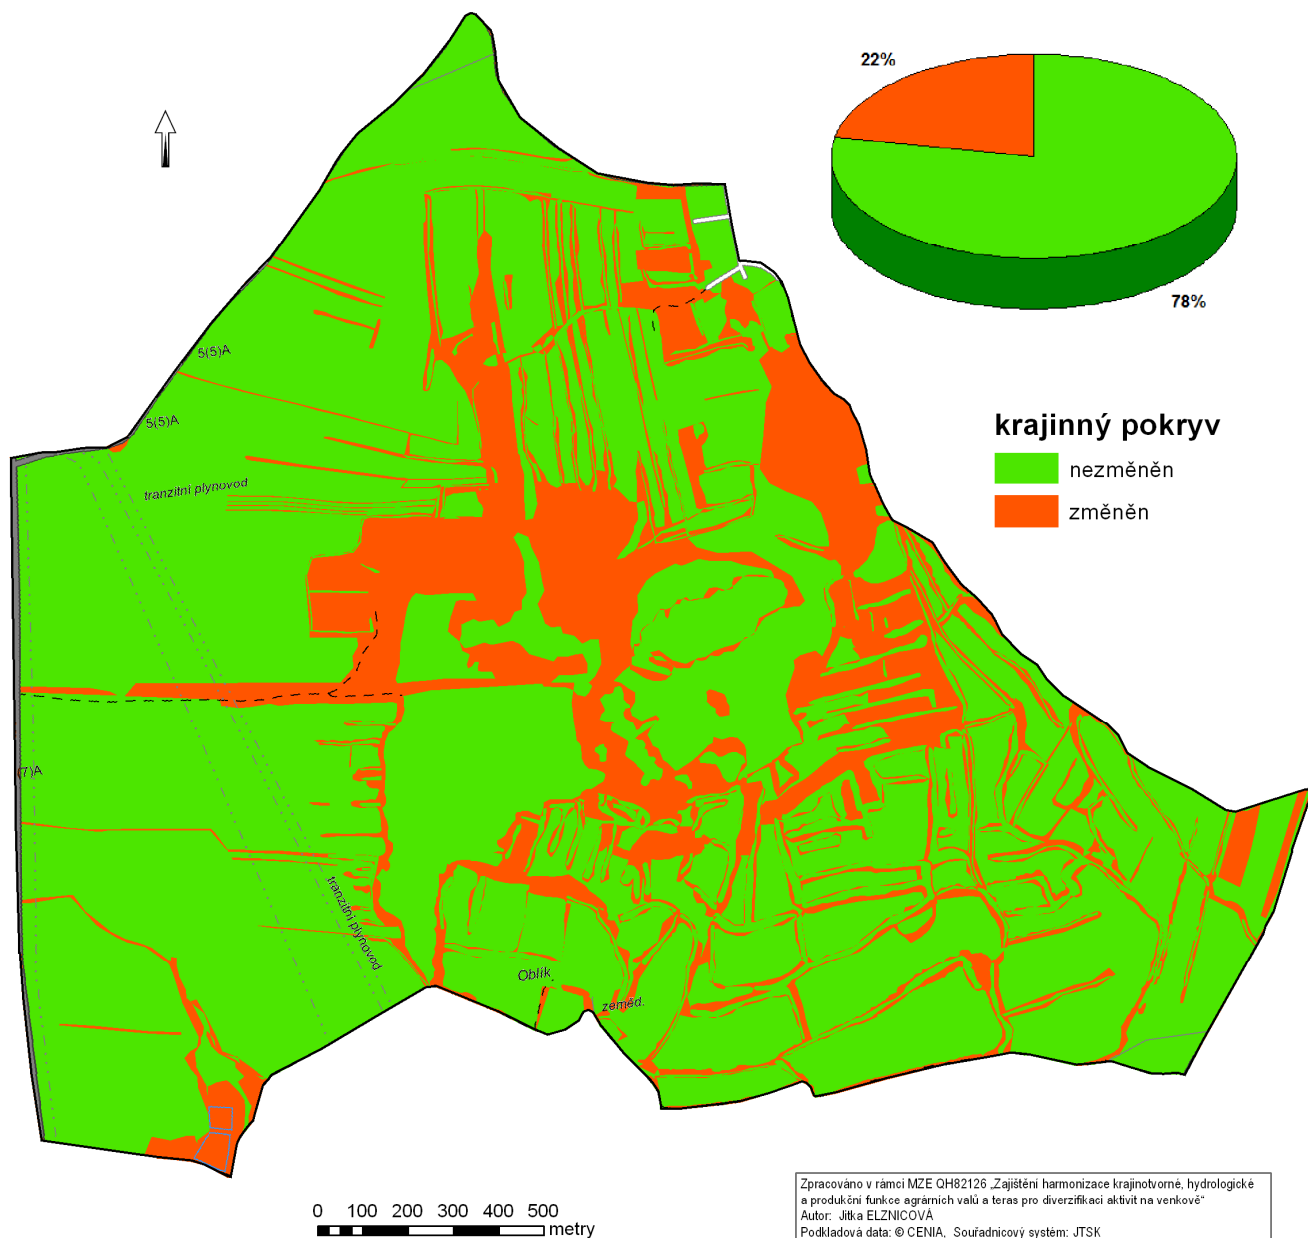 22%
78%
krajinný pokryv
nezměněn
změněn
5(5)A
5(5)A
tranzitní plynovod
(7)A
tranzitní plynovod
Oblík
zeměd.
0 100 200 300 400 500
metry
Zpracováno v rámci MZE QH82126 „Zajištění harmonizace krajinotvorné, hydrologické
a produkční funkce agrárních valů a teras pro diverzifikaci aktivit na venkově“
Autor: Jitka ELZNICOVÁ
Podkladová data: © CENIA, Souřadnicový systém: JTSK